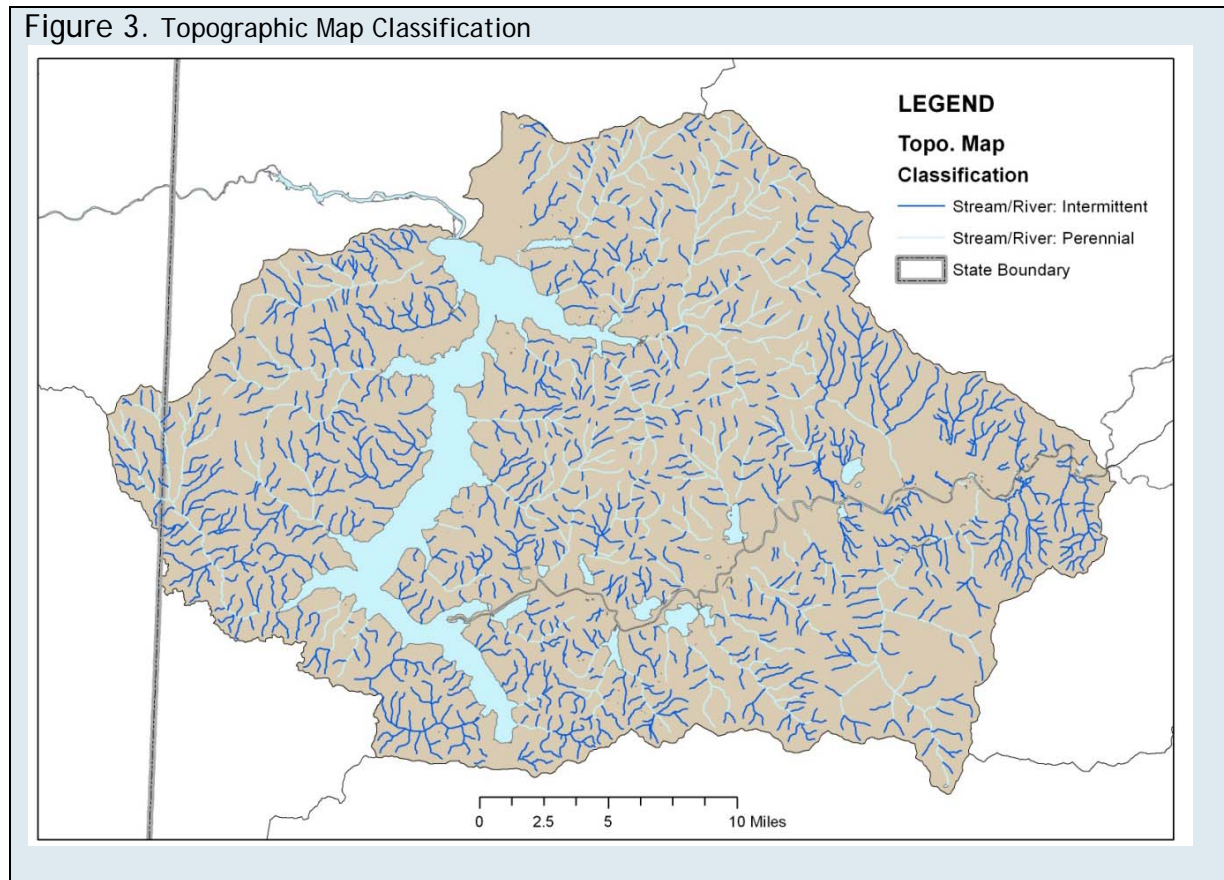 Figure 3. Topographic Map Classification
LEGEND
Topo. Map
Classification
Stream/River: Intermittent
Stream/River: Perennial
State Boundary
0 2.5 5 10 Miles